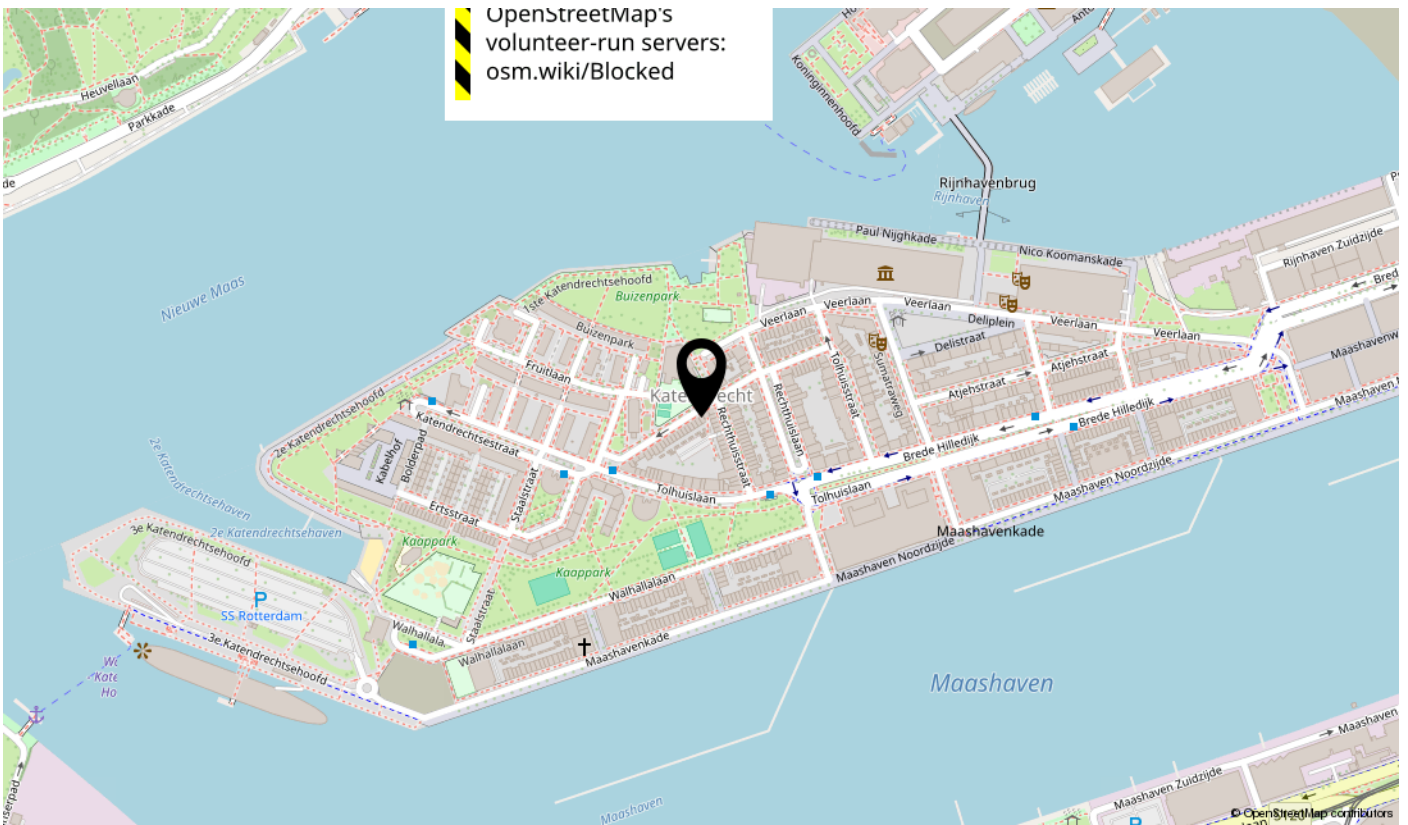 OpenStreetMap's
volunteer-run servers:
osm.wiki/Blocked
Heuvellaan
Parkkade
Koninginnenhoofd
Rijnhavenbrug
Rijnhaven
Paul Nijghkade
Nico Koomanskade
Rijnhaven Zuidzijde
Nieuwe Maas
1ste Katendrechtsehoofd
Buizenpark
Buizenpark
Veerlaan
Veerlaan
Veerlaan
Veerlaan
Veerlaan
Deliplein
Delistraat
Fruitlaan
Tolhuisstraat
Sumatraweg
Atjehstraat
Atjehstraat
2e Katendrechtsehoofd
Katendrechtsestraat
Rechthuisstraat
Rechthuislaan
Brede Hilledijk
Brede Hilledijk
Kabelhof
Bolderpad
Staalstraat
Ertsstraat
Tolhuislaan
Tolhuislaan
Maashaven Noordzijde
Maashaven Noordzijde
Maashavenkade
2e Katendrechtsehaven
2e Katendrechtsehaven
3e Katendrechtsehoofd
Kaappark
Kaappark
P
SS Rotterdam
Staalstraat
Walhallalaan
Walhallala.
Walhallalaan
Maashavenkade
3e Katendrechtsehoofd
Maashaven
Maashaven
Maashaven Zuidzijde
Maashaven
P
© OpenStreetMap contributors